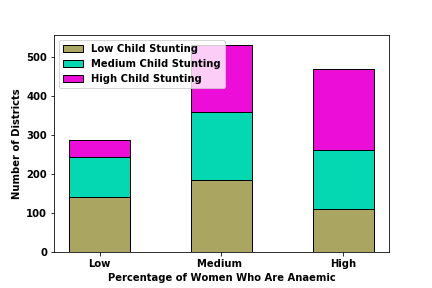 Low Child Stunting
Medium Child Stunting
High Child Stunting
500
400
300
200
100
0
Number of Districts
Low
Medium
High
Percentage of Women Who Are Anaemic